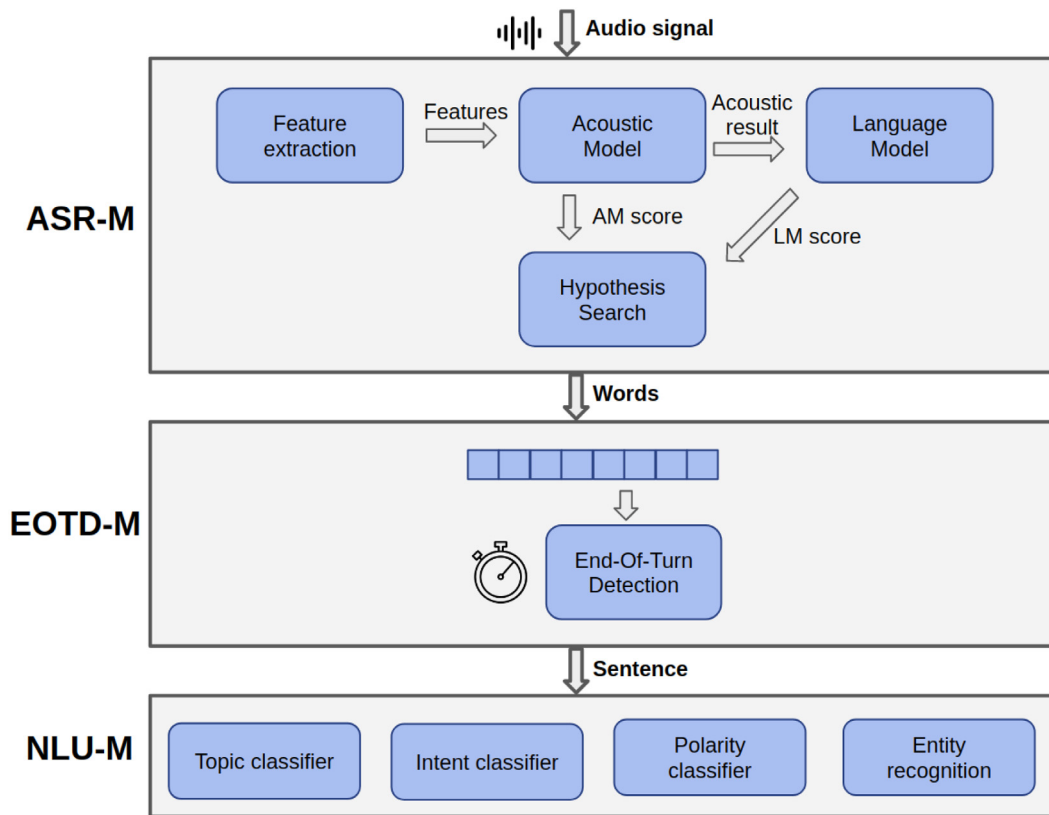 Audio signal
ASR-M
Feature
extraction
Features
Acoustic
Model
Acoustic
result
Language
Model
AM score
LM score
Hypothesis
Search
Words
EOTD-M
End-Of-Turn
Detection
Sentence
NLU-M
Topic classifier
Intent classifier
Polarity
classifier
Entity
recognition